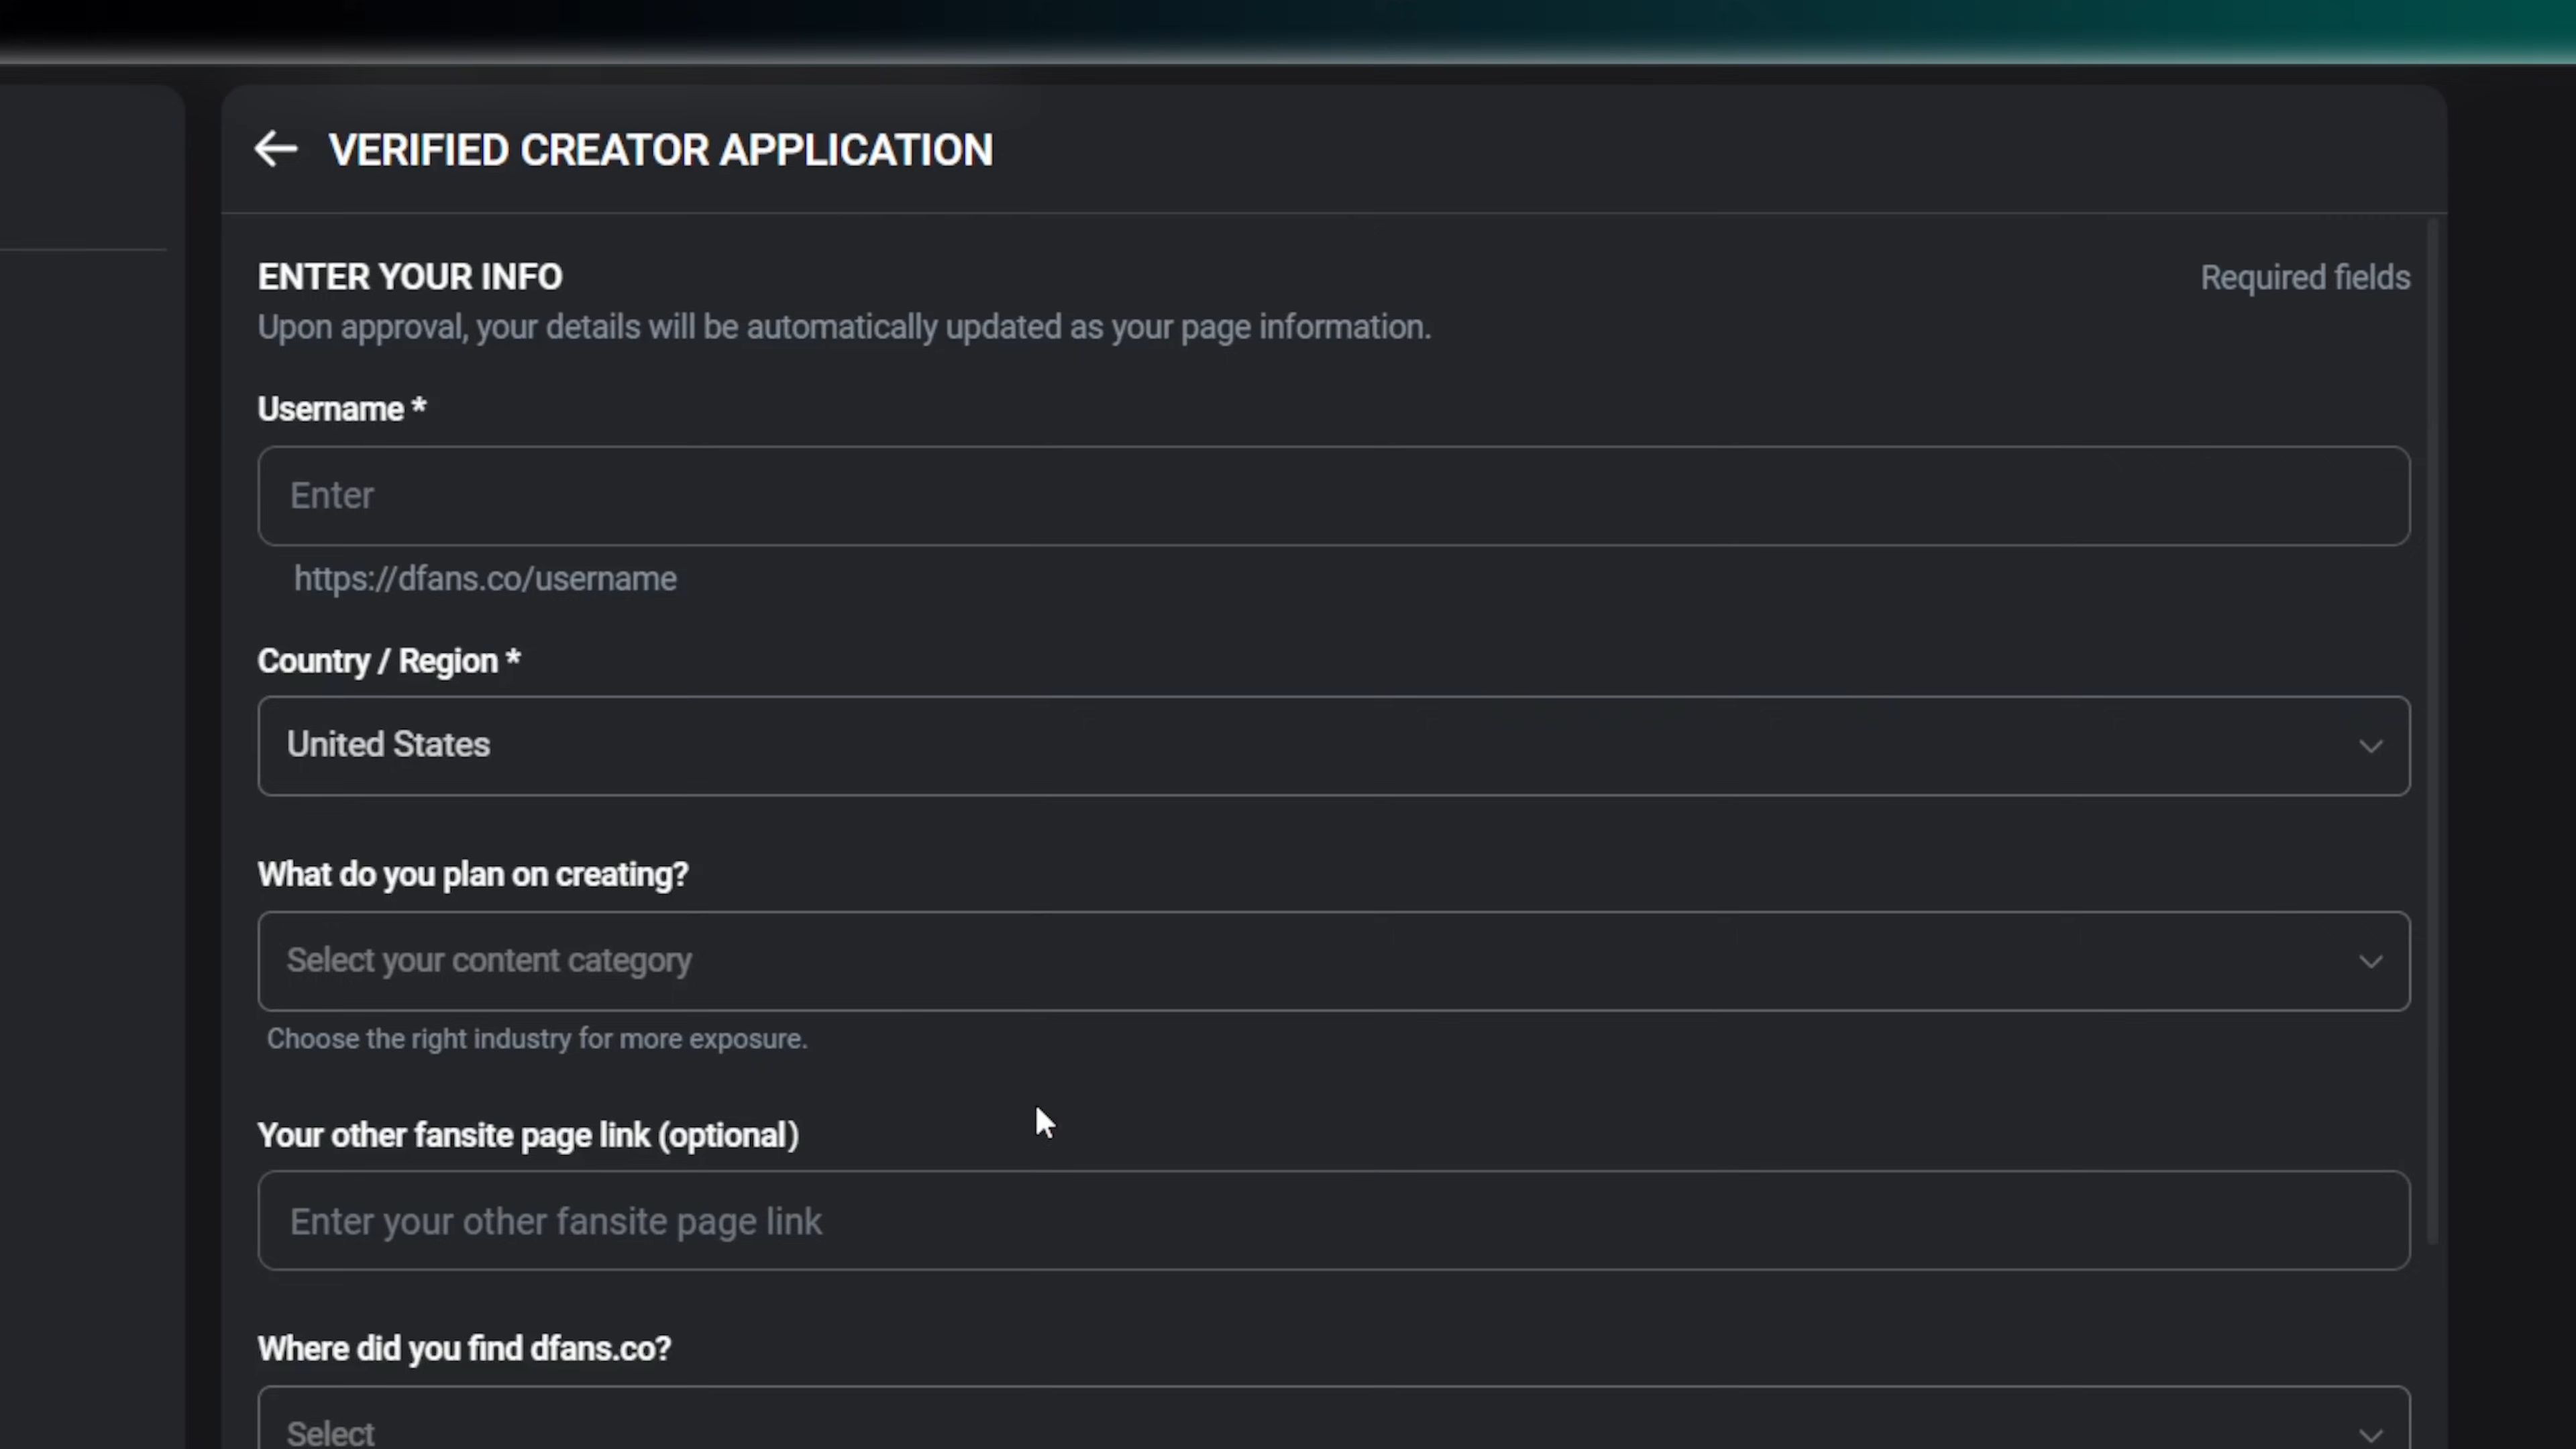 VERIFIED CREATOR APPLICATION
ENTER YOUR INFO
Required fields
Upon approval, your details will be automatically updated as your page information.
Username *
Enter
https://dfans.co/username
Country / Region *
United States
What do you plan on creating?
Select your content category
Choose the right industry for more exposure.
Your other fansite page link (optional)
Enter your other fansite page link
Where did you find dfans.co?
Select